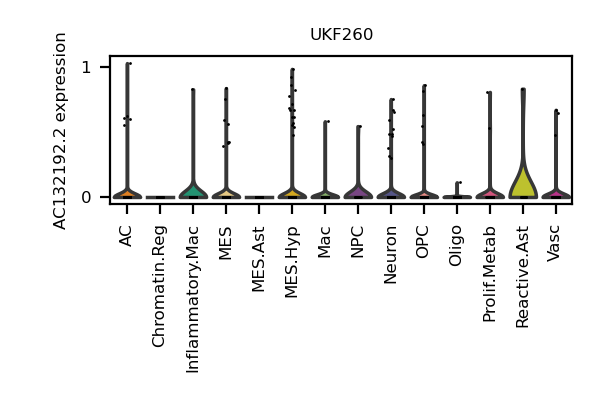 UKF260
AC132192.2 expression
1
0
AC
Chromatin.Reg
Inflammatory.Mac
MES
MES.Ast
MES.Hyp
Mac
NPC
Neuron
OPC
Oligo
Prolif.Metab
Reactive.Ast
Vasc